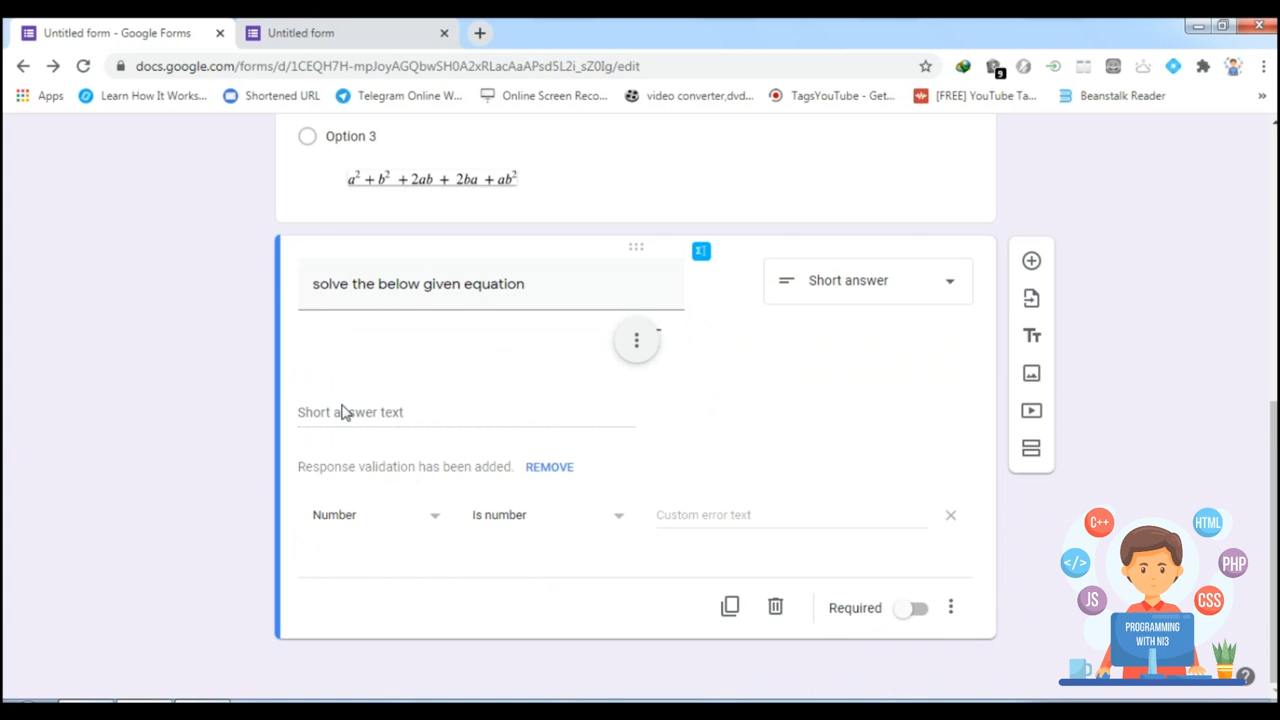 Untitled form - Google Forms
Untitled form
docs.google.com/forms/d/1CEQH7H-mpJoyAGQbwSH0A2xRLacAaAPsd5L2i_sZ0Ig/edit
9
Apps
Learn How It Works...
Shortened URL
Telegram Online W...
Online Screen Reco...
video converter,dvd...
TagsYouTube - Get...
[FREE] YouTube Ta...
Beanstalk Reader
»
Option 3
a² + b² + 2ab + 2ba + ab²
solve the below given equation
Short answer
Tт
Short answer text
Response validation has been added. REMOVE
Number
Is number
Custom error text
Required
C++
HTML
</>
PHP
JS
CSS
PROGRAMMING
WITH NI3
?